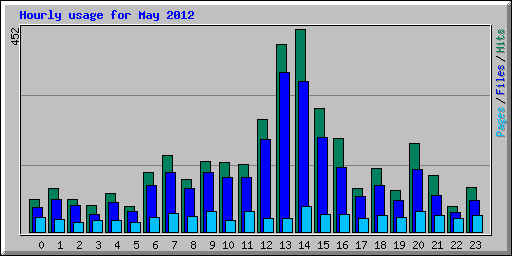 Hourly usage for May 2012
452
Pages / Files / Hits
0 1 2 3 4 5 6 7 8 9 10 11 12 13 14 15 16 17 18 19 20 21 22 23